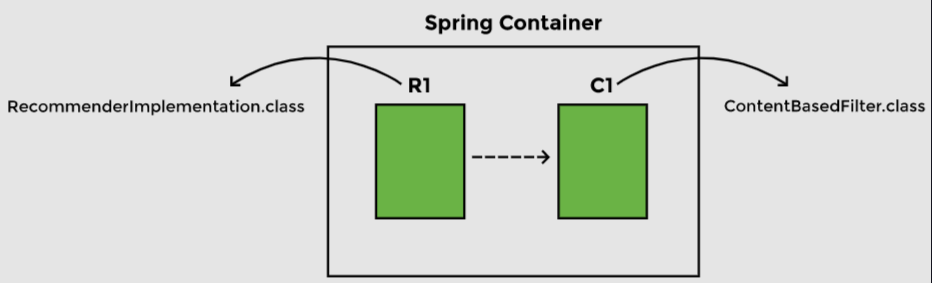 Spring Container
R1
C1
RecommenderImplementation.class
ContentBasedFilter.class